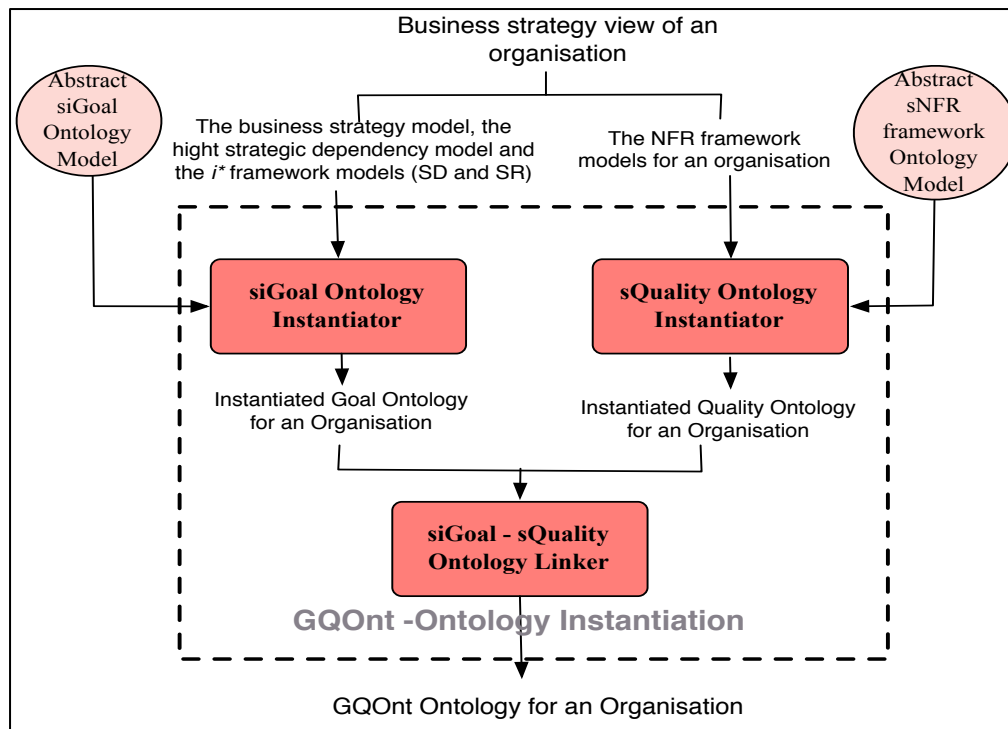 Business strategy view of an
organisation
Abstract
siGoal
Ontology
Model
Abstract
sNFR
framework
Ontology
Model
The business strategy model, the
hight strategic dependency model and
the i* framework models (SD and SR)
The NFR framework
models for an organisation
siGoal Ontology
Instantiator
sQuality Ontology
Instantiator
Instantiated Goal Ontology
for an Organisation
Instantiated Quality Ontology
for an Organisation
siGoal - sQuality
Ontology Linker
GQOnt -Ontology Instantiation
GQOnt Ontology for an Organisation